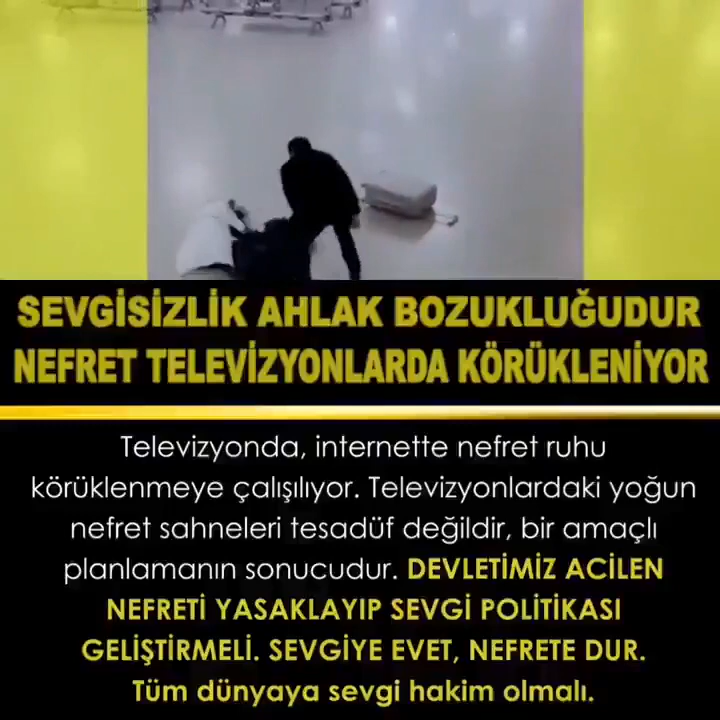 SEVGİSİZLİK AHLAK BOZUKLUĞUDUR
NEFRET TELEVİZYONLARDA KÖRÜKLENİYOR
Televizyonda, internette nefret ruhu
körüklenmeye çalışılıyor. Televizyonlardaki yoğun
nefret sahneleri tesadüf değildir, bir amaçlı
planlamanın sonucudur. DEVLETİMİZ ACİLEN
NEFRETİ YASAKLAYIP SEVGİ POLİTİKASI
GELİŞTİRMELİ. SEVGİYE EVET, NEFRETE DUR.
Tüm dünyaya sevgi hakim olmalı.